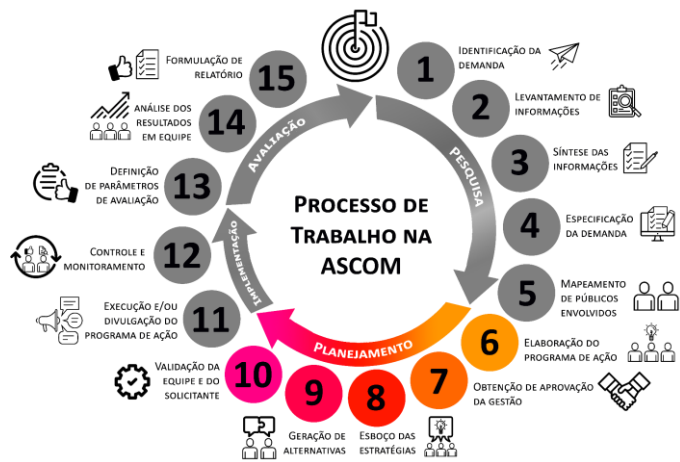 PROCESSO DE
TRABALHO NA
ASCOM
PESQUISA
PLANEJAMENTO
IMPLEMENTAÇÃO
AVALIAÇÃO
1
IDENTIFICAÇÃO DA
DEMANDA
2
LEVANTAMENTO DE
INFORMAÇÕES
3
SÍNTESE DAS
INFORMAÇÕES
4
ESPECIFICAÇÃO
DA DEMANDA
5
MAPEAMENTO
DE PÚBLICOS
ENVOLVIDOS
6
ELABORAÇÃO DO
PROGRAMA DE AÇÃO
7
OBTENÇÃO DE APROVAÇÃO
DA GESTÃO
8
ESBOÇO DAS
ESTRATÉGIAS
9
GERAÇÃO DE
ALTERNATIVAS
10
VALIDAÇÃO DA
EQUIPE E DO
SOLICITANTE
11
EXECUÇÃO E/OU
DIVULGAÇÃO DO
PROGRAMA DE AÇÃO
12
CONTROLE E
MONITORAMENTO
13
DEFINIÇÃO
DE PARÂMETROS
DE AVALIAÇÃO
14
ANÁLISE DOS
RESULTADOS
EM EQUIPE
15
FORMULAÇÃO DE
RELATÓRIO